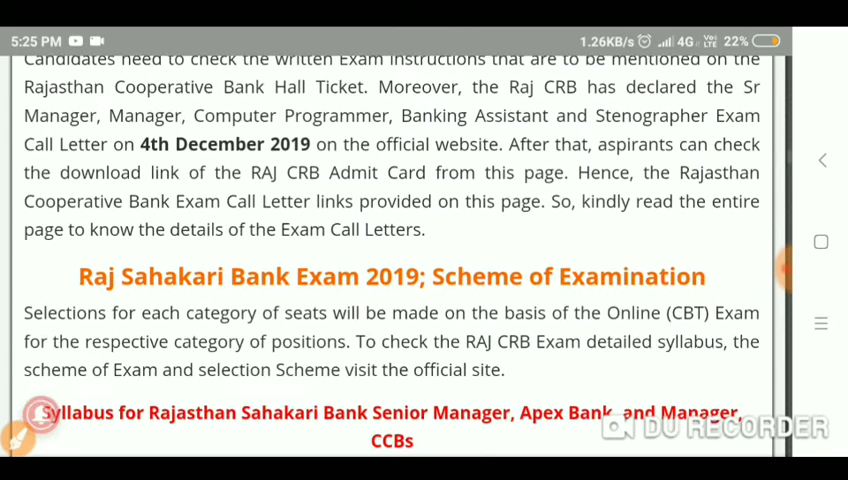 5:25 PM 1.26KB/s 4G VoLTE 22%
Candidates need to check the written Exam instructions that are to be mentioned on the
Rajasthan Cooperative Bank Hall Ticket. Moreover, the Raj CRB has declared the Sr
Manager, Manager, Computer Programmer, Banking Assistant and Stenographer Exam
Call Letter on 4th December 2019 on the official website. After that, aspirants can check
the download link of the RAJ CRB Admit Card from this page. Hence, the Rajasthan
Cooperative Bank Exam Call Letter links provided on this page. So, kindly read the entire
page to know the details of the Exam Call Letters.
Raj Sahakari Bank Exam 2019; Scheme of Examination
Selections for each category of seats will be made on the basis of the Online (CBT) Exam
for the respective category of positions. To check the RAJ CRB Exam detailed syllabus, the
scheme of Exam and selection Scheme visit the official site.
Syllabus for Rajasthan Sahakari Bank Senior Manager, Apex Bank, and Manager,
CCBs
DU RECORDER